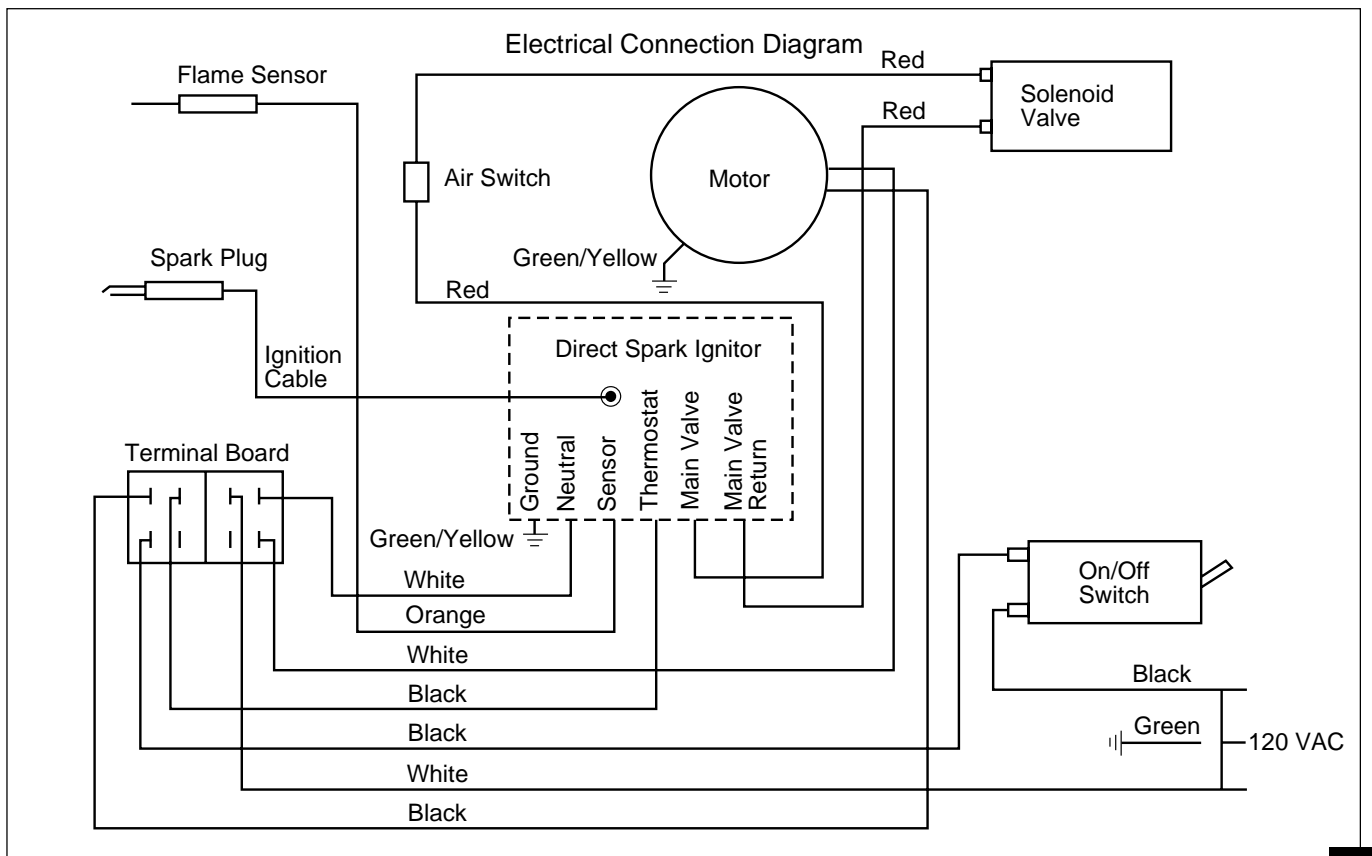 Electrical Connection Diagram
Flame Sensor
Red
Solenoid
Valve
Red
Air Switch
Motor
Spark Plug
Green/Yellow
Red
Ignition
Cable
Direct Spark Ignitor
Terminal Board
Ground
Neutral
Sensor
Thermostat
Main Valve
Main Valve
Return
Green/Yellow
White
Orange
White
Black
Black
White
Black
On/Off
Switch
Black
Green
120 VAC